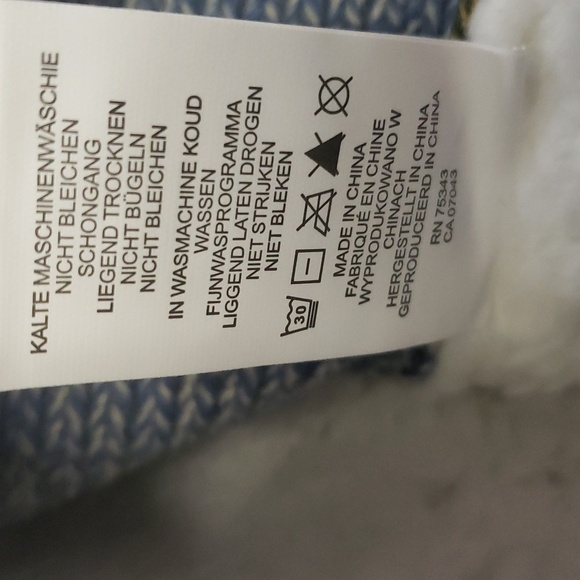 KALTE MASCHINENWÄSCHIE
NICHT BLEICHEN
SCHONGANG
LIEGEND TROCKNEN
NICHT BÜGELN
NICHT BLEICHEN
IN WASMACHINE KOUD
WASSEN
FIJNWASPROGRAMMA
LIGGEND LATEN DROGEN
NIET STRIJKEN
NIET BLEKEN
30
MADE IN CHINA
FABRIQUÉ EN CHINE
WYPRODUKOWANO W
CHINACH
HERGESTELLT IN CHINA
GEPRODUCEERD IN CHINA
RN 75343
CA 07043